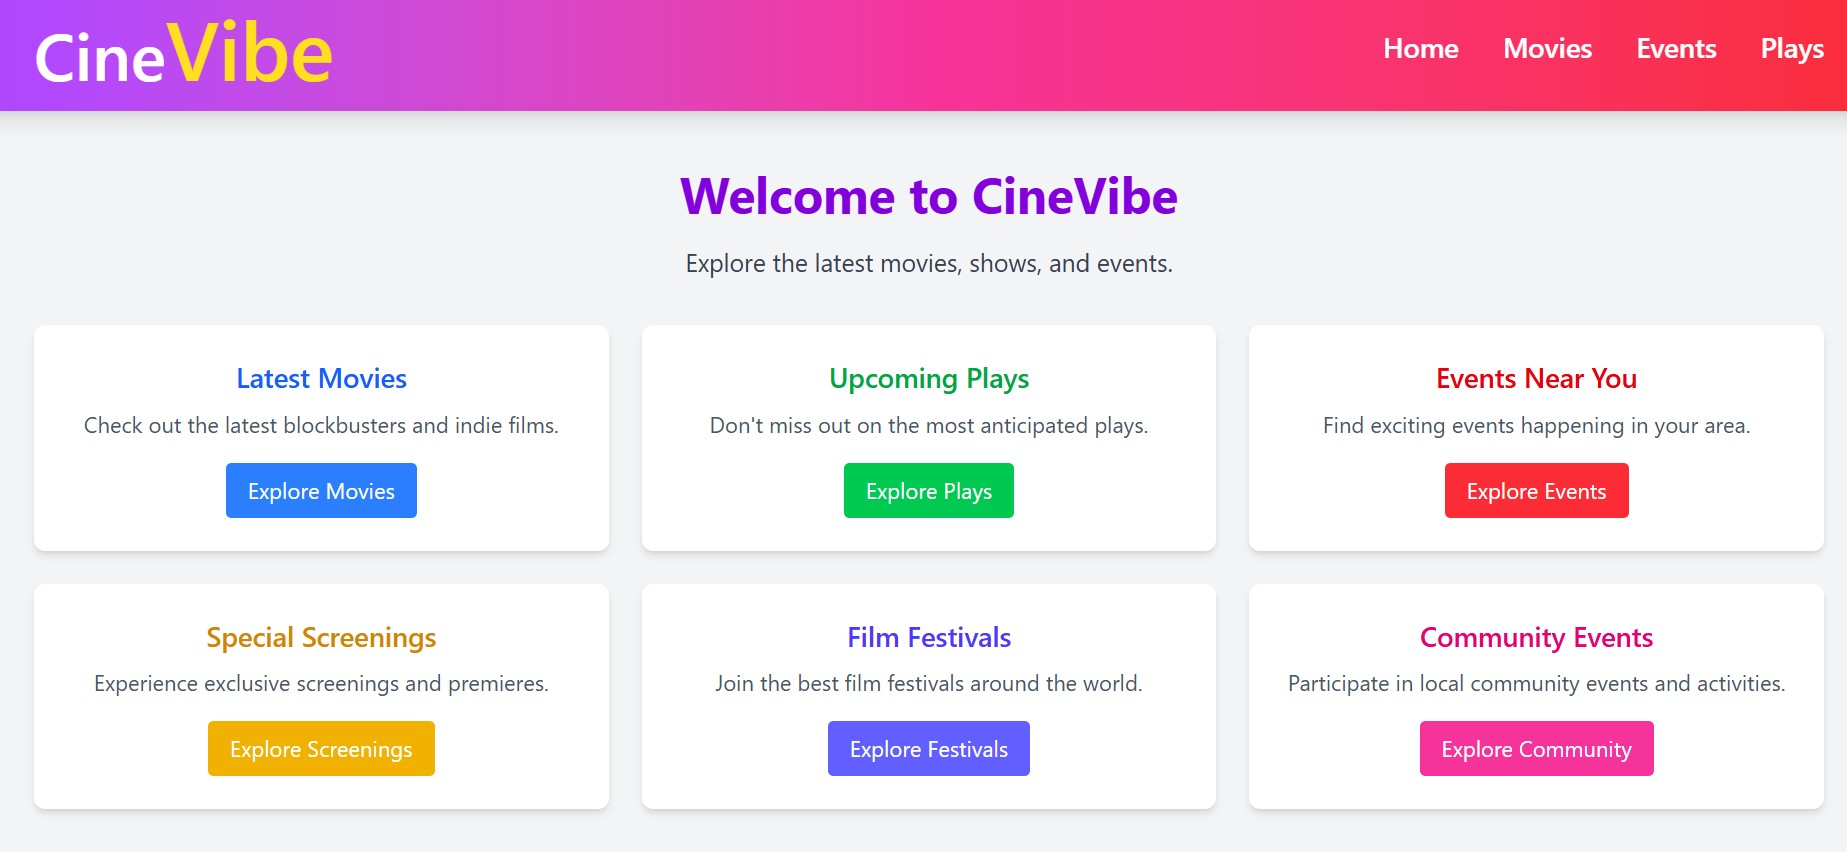 CineVibe
Home Movies Events Plays
Welcome to CineVibe
Explore the latest movies, shows, and events.
Latest Movies
Check out the latest blockbusters and indie films.
Explore Movies
Upcoming Plays
Don't miss out on the most anticipated plays.
Explore Plays
Events Near You
Find exciting events happening in your area.
Explore Events
Special Screenings
Experience exclusive screenings and premieres.
Explore Screenings
Film Festivals
Join the best film festivals around the world.
Explore Festivals
Community Events
Participate in local community events and activities.
Explore Community